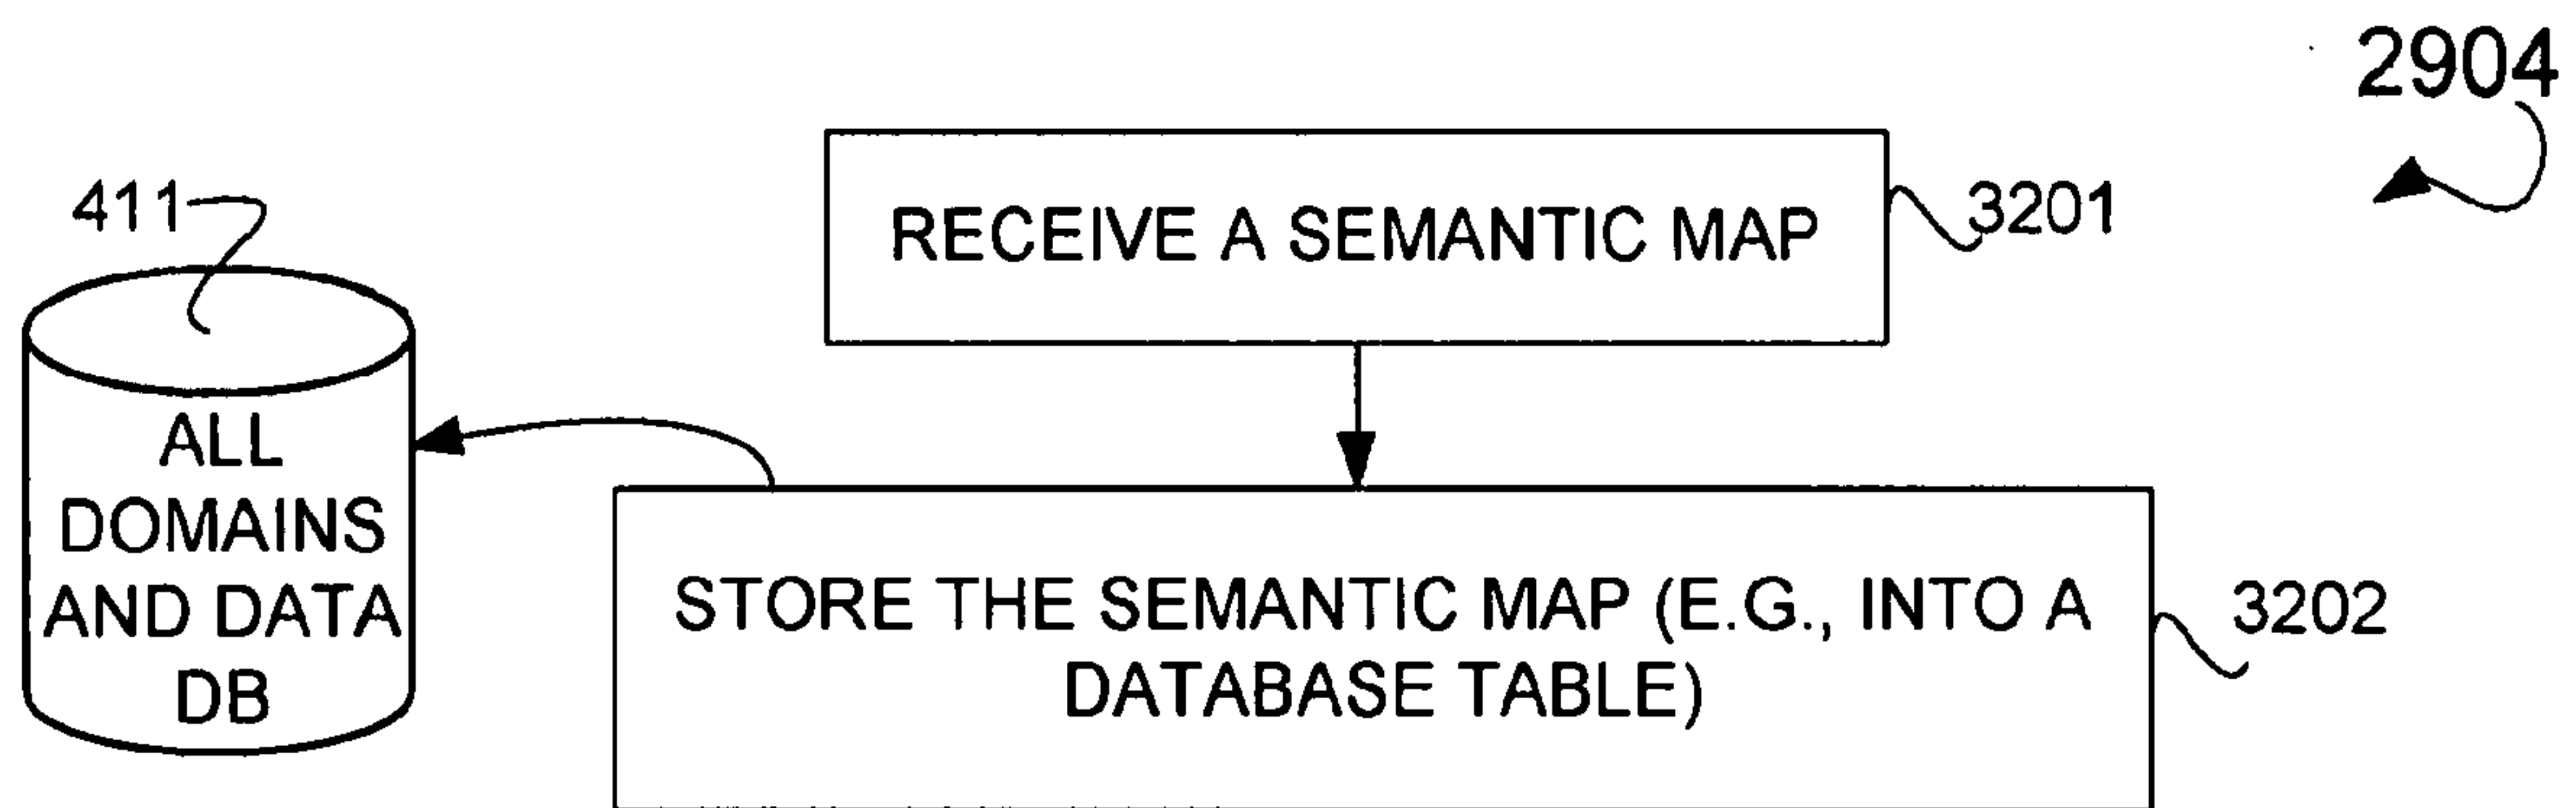 2904
411
RECEIVE A SEMANTIC MAP
3201
ALL
DOMAINS
AND DATA
DB
STORE THE SEMANTIC MAP (E.G., INTO A
DATABASE TABLE)
3202